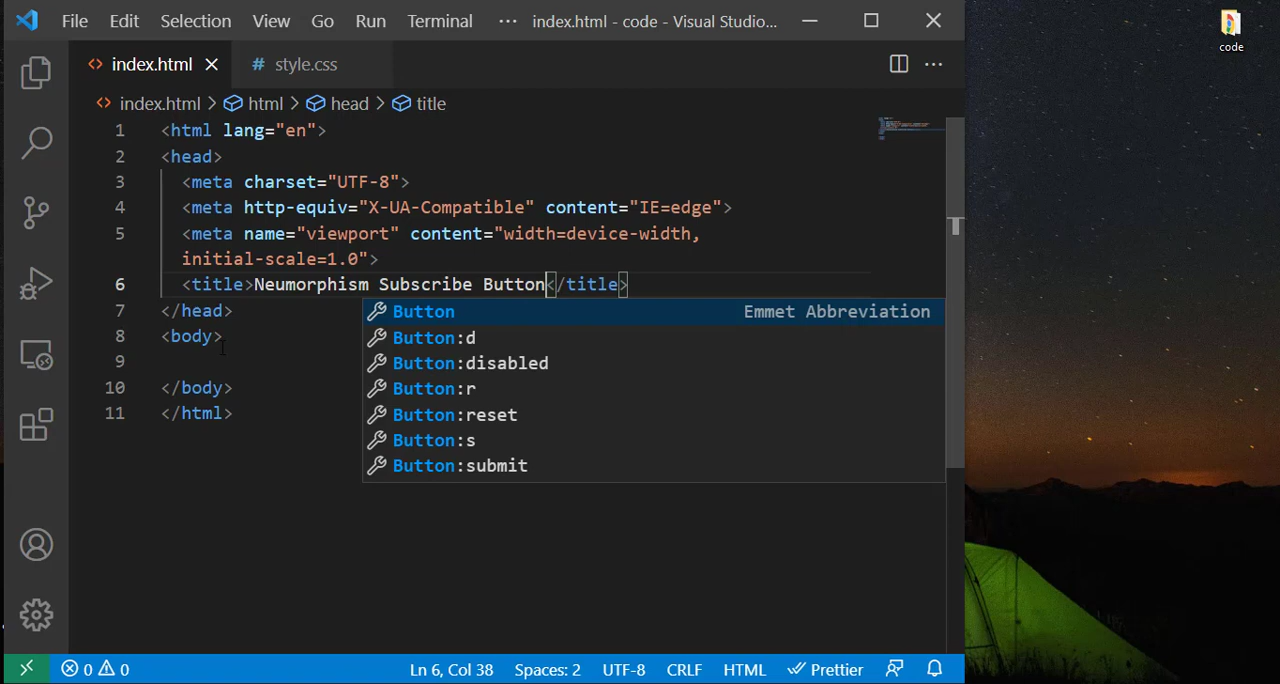 File Edit Selection View Go Run Terminal ··· index.html - code - Visual Studio...
code
index.html # style.css
index.html > html > head > title
1 <html lang="en">
2 <head>
3 <meta charset="UTF-8">
4 <meta http-equiv="X-UA-Compatible" content="IE=edge">
5 <meta name="viewport" content="width=device-width,
initial-scale=1.0">
6 <title>Neumorphism Subscribe Button</title>
7 </head>
Button Emmet Abbreviation
8 <body>
Button:d
9
Button:disabled
10 </body>
Button:r
11 </html>
Button:reset
Button:s
Button:submit
0 0 Ln 6, Col 38 Spaces: 2 UTF-8 CRLF HTML Prettier